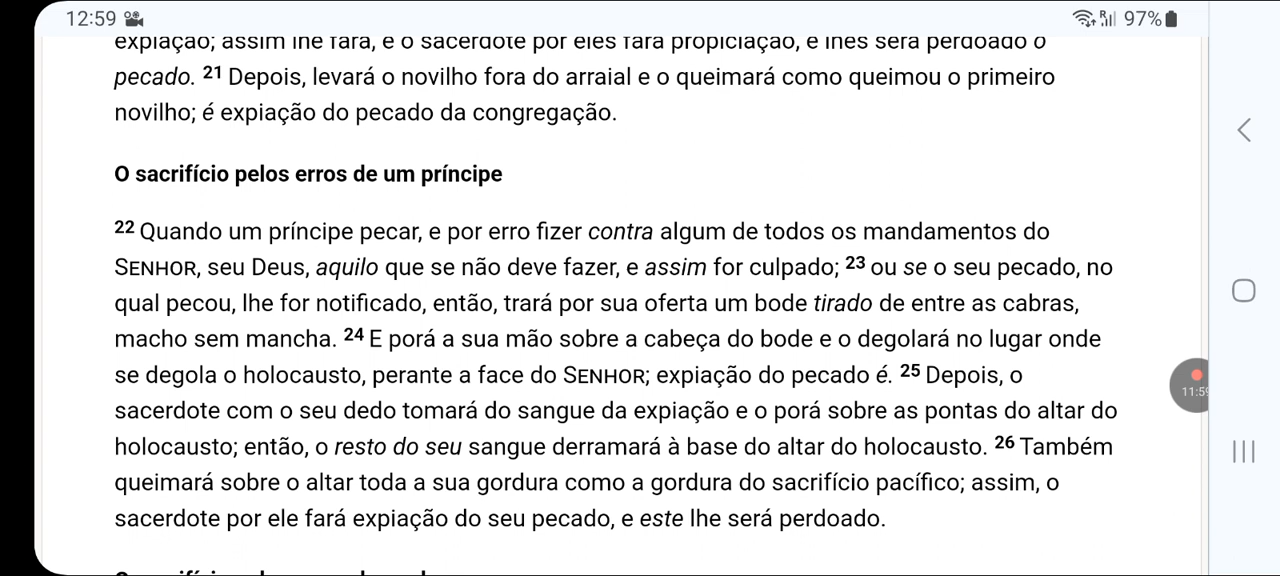 12:59
97%
expiação; assim lhe fará, e o sacerdote por eles fará propiciação, e lhes será perdoado o
pecado. 21 Depois, levará o novilho fora do arraial e o queimará como queimou o primeiro
novilho; é expiação do pecado da congregação.
O sacrifício pelos erros de um príncipe
22 Quando um príncipe pecar, e por erro fizer contra algum de todos os mandamentos do
SENHOR, seu Deus, aquilo que se não deve fazer, e assim for culpado; 23 ou se o seu pecado, no
qual pecou, lhe for notificado, então, trará por sua oferta um bode tirado de entre as cabras,
macho sem mancha. 24 E porá a sua mão sobre a cabeça do bode e o degolará no lugar onde
se degola o holocausto, perante a face do SENHOR; expiação do pecado é. 25 Depois, o
sacerdote com o seu dedo tomará do sangue da expiação e o porá sobre as pontas do altar do
holocausto; então, o resto do seu sangue derramará à base do altar do holocausto. 26 Também
queimará sobre o altar toda a sua gordura como a gordura do sacrifício pacífico; assim, o
sacerdote por ele fará expiação do seu pecado, e este lhe será perdoado.
11:59